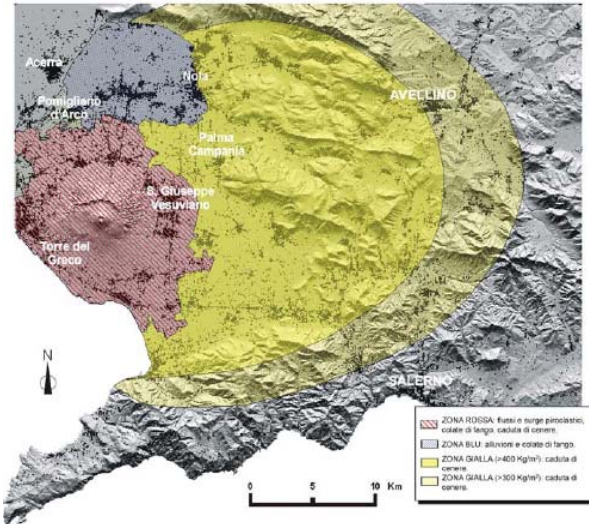 Acerra
Nola
AVELLINO
Pomigliano
d'Arco
Palma
Campania
S. Giuseppe
Vesuviano
Torre del
Greco
N
SALERNO
0 5 10 Km
ZONA ROSSA: flussi e surge piroclastici,
colate di fango, caduta di cenere.
ZONA BLU: alluvioni e colate di fango.
ZONA GIALLA (>400 Kg/m²): caduta di
cenere.
ZONA GIALLA (>300 Kg/m²): caduta di
cenere.